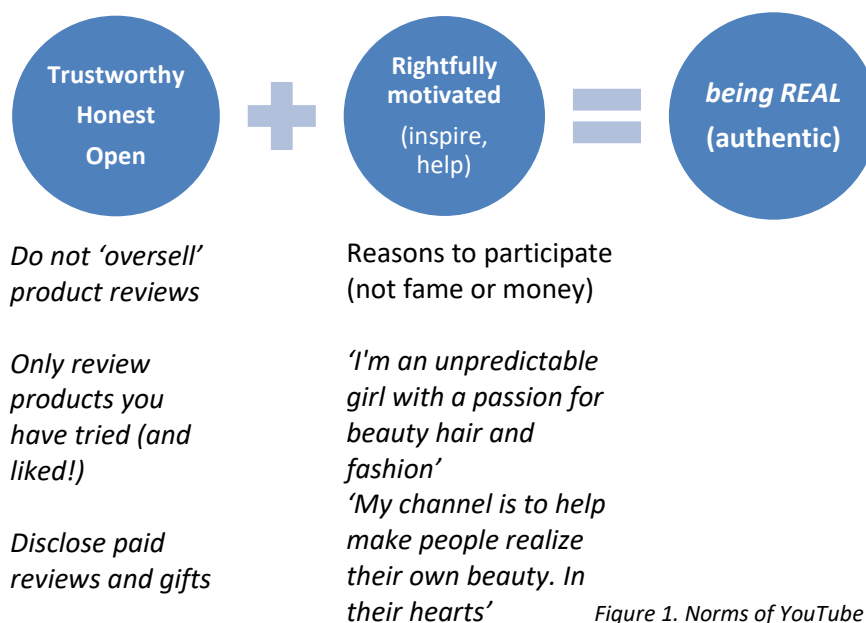 Trustworthy
Honest
Open
Rightfully
motivated
(inspire,
help)
being REAL
(authentic)
Do not ‘oversell’
product reviews
Only review
products you
have tried (and
liked!)
Disclose paid
reviews and gifts
Reasons to participate
(not fame or money)
‘I'm an unpredictable
girl with a passion for
beauty hair and
fashion’
‘My channel is to help
make people realize
their own beauty. In
their hearts’
Figure 1. Norms of YouTube